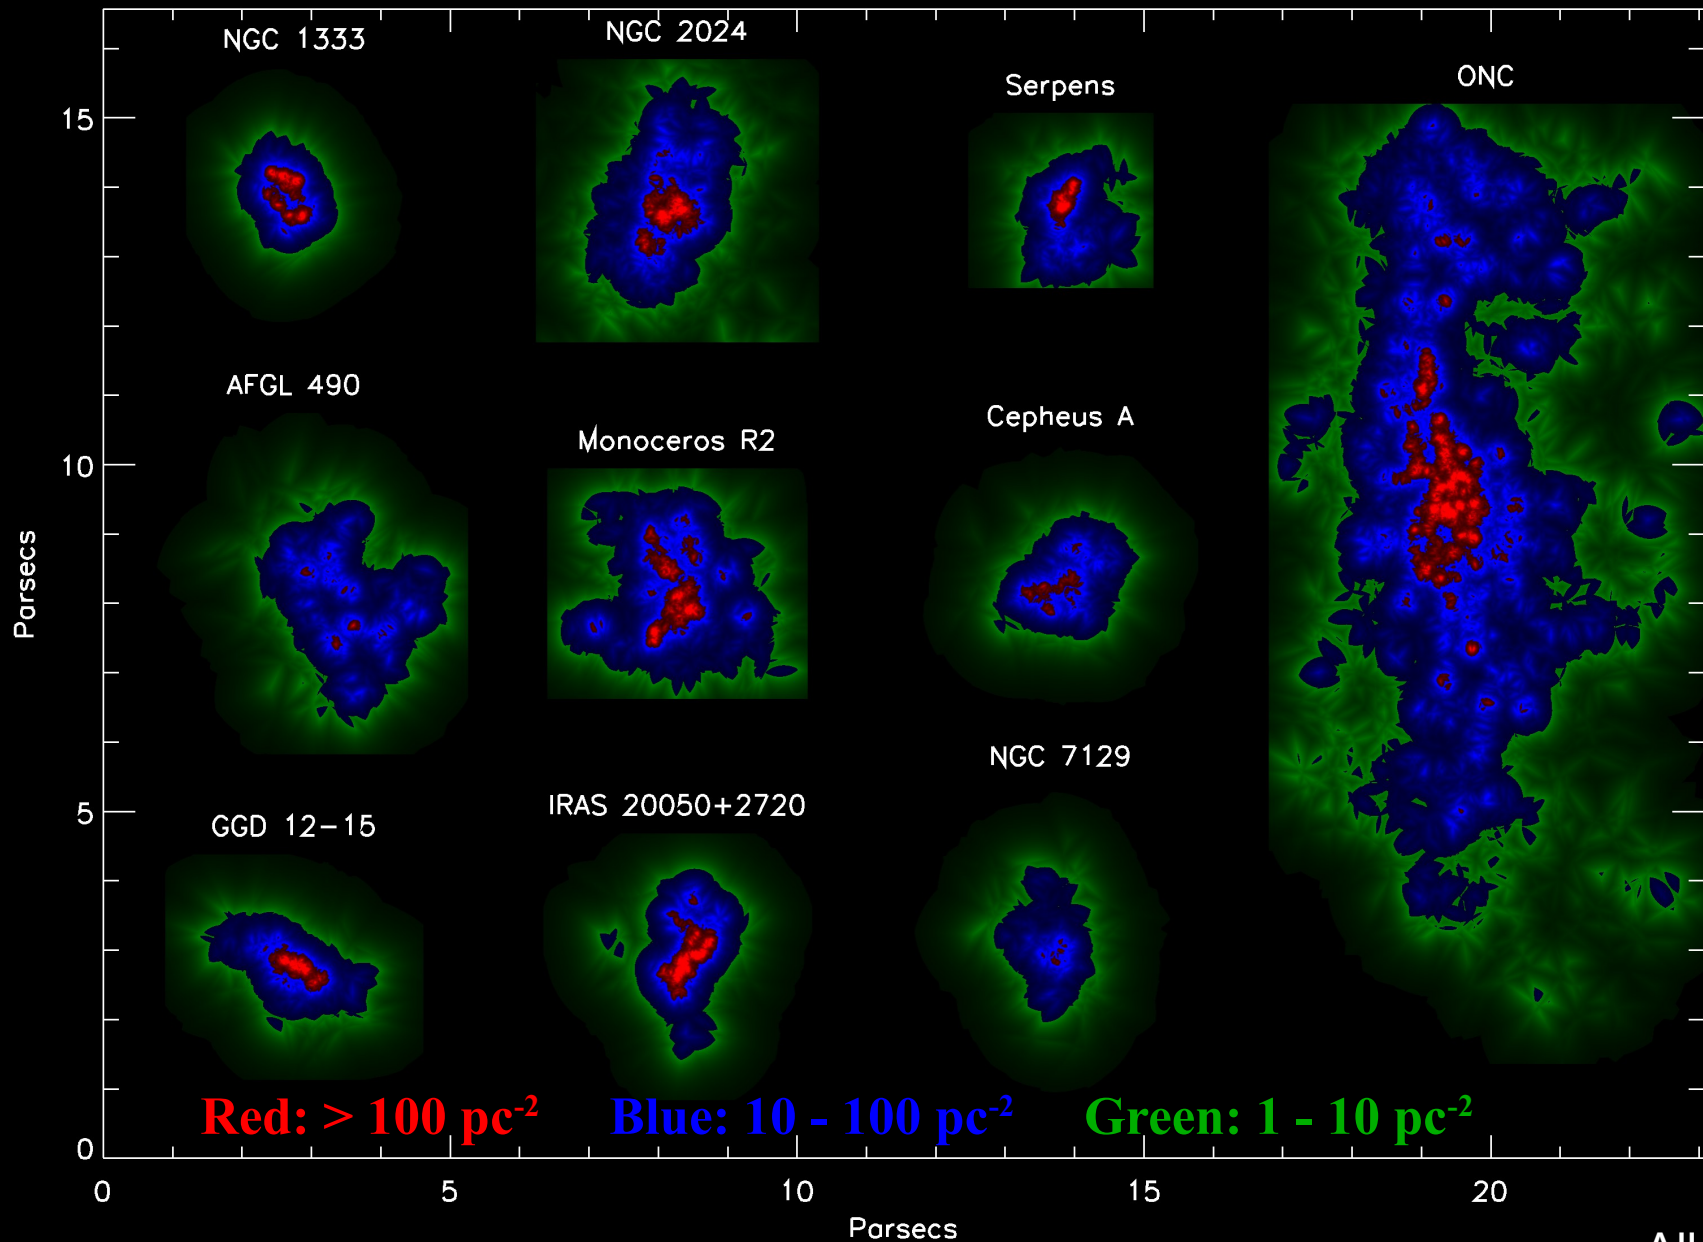 NGC 1333
NGC 2024
Serpens
ONC
15
AFGL 490
Monoceros R2
Cepheus A
10
Parsecs
NGC 7129
IRAS 20050+2720
GGD 12-15
5
Red: > 100 pc-2
Blue: 10 - 100 pc-2
Green: 1 - 10 pc-2
0
0 5 10 15 20
Parsecs